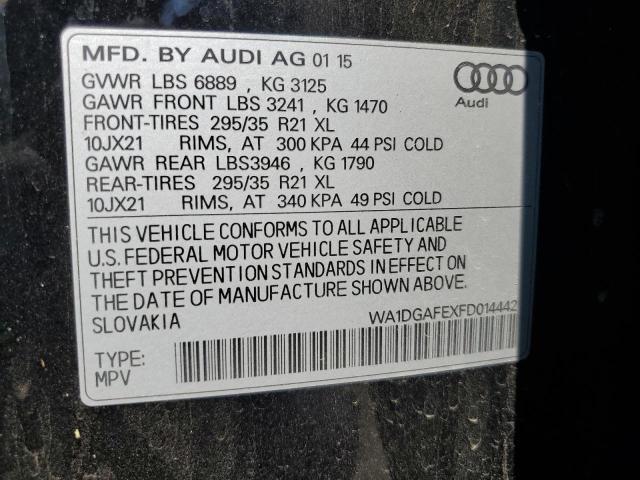 MFD. BY AUDI AG 01 15
GVWR LBS 6889 , KG 3125
GAWR FRONT LBS 3241 , KG 1470
FRONT-TIRES 295/35 R21 XL
10JX21 RIMS, AT 300 KPA 44 PSI COLD
GAWR REAR LBS3946 , KG 1790
REAR-TIRES 295/35 R21 XL
10JX21 RIMS, AT 340 KPA 49 PSI COLD
Audi
THIS VEHICLE CONFORMS TO ALL APPLICABLE
U.S. FEDERAL MOTOR VEHICLE SAFETY AND
THEFT PREVENTION STANDARDS IN EFFECT ON
THE DATE OF MANUFACTURE SHOWN ABOVE.
SLOVAKIA
WA1DGAFEXFD014442
TYPE:
MPV